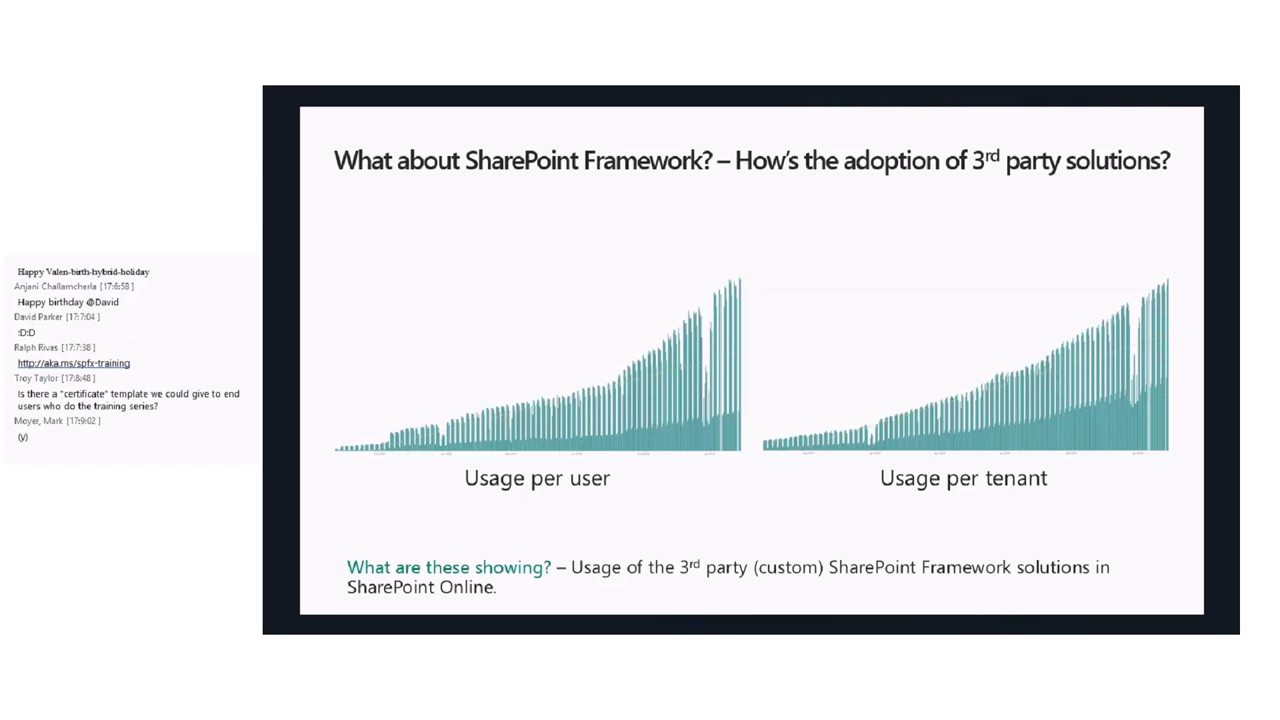 Happy Valen-birth-hybrid-holiday
Anjani Challamcherla [17:6:58 ]
Happy birthday @David
David Parker [17:7:04 ]
:D:D
Ralph Rivas [17:7:38 ]
http://aka.ms/spfx-training
Troy Taylor [17:8:48 ]
Is there a "certificate" template we could give to end
users who do the training series?
Moyer, Mark [17:9:02 ]
(y)
What about SharePoint Framework? – How's the adoption of 3rd party solutions?
Usage per user
Usage per tenant
What are these showing? – Usage of the 3rd party (custom) SharePoint Framework solutions in
SharePoint Online.